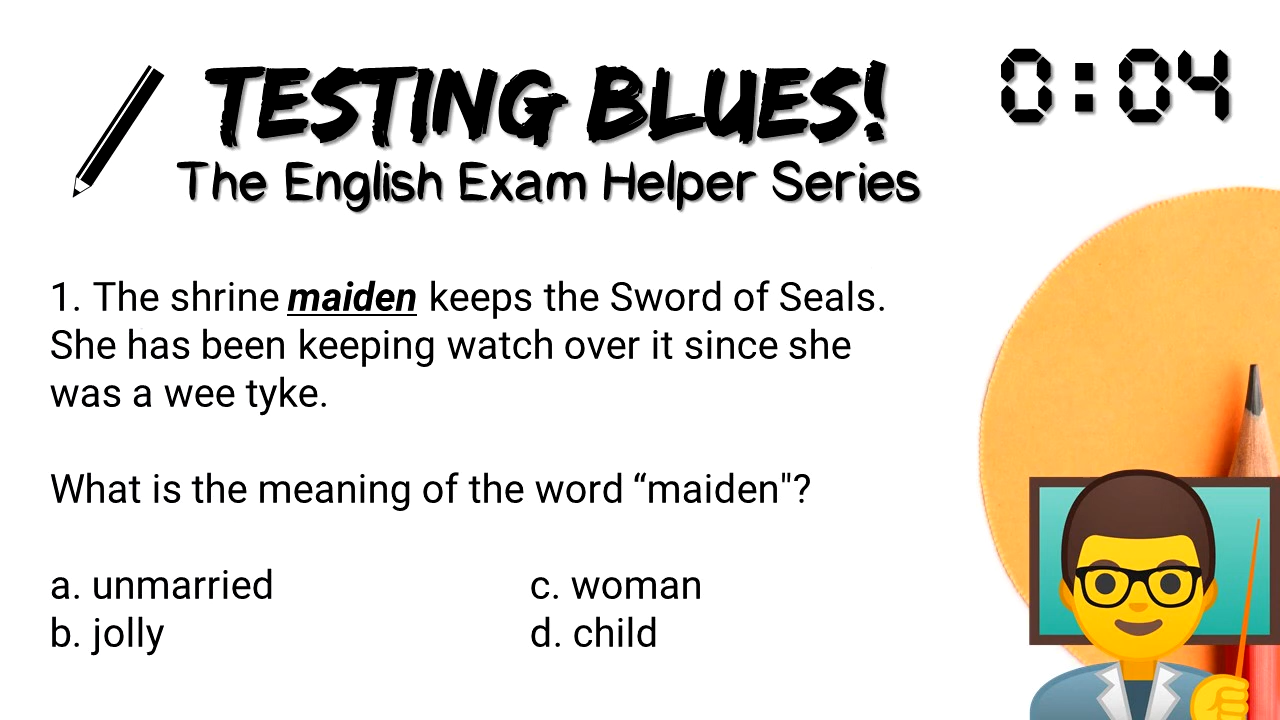 TESTING BLUES!
0:04
The English Exam Helper Series
1. The shrine maiden keeps the Sword of Seals.
She has been keeping watch over it since she
was a wee tyke.
What is the meaning of the word “maiden"?
a. unmarried
c. woman
b. jolly
d. child